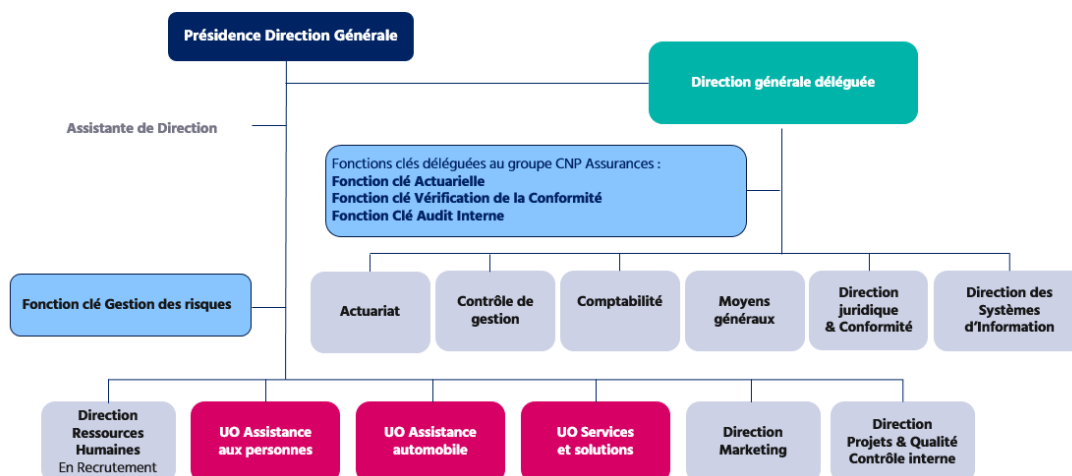 Présidence Direction Générale
Direction générale déléguée
Assistante de Direction
Fonctions clés déléguées au groupe CNP Assurances :
Fonction clé Actuarielle
Fonction clé Vérification de la Conformité
Fonction Clé Audit Interne
Fonction clé Gestion des risques
Actuariat
Contrôle de
gestion
Comptabilité
Moyens
généraux
Direction
juridique
& Conformité
Direction des
Systèmes
d'Information
Direction
Ressources
Humaines
En Recrutement
UO Assistance
aux personnes
UO Assistance
automobile
UO Services
et solutions
Direction
Marketing
Direction
Projets & Qualité
Contrôle interne